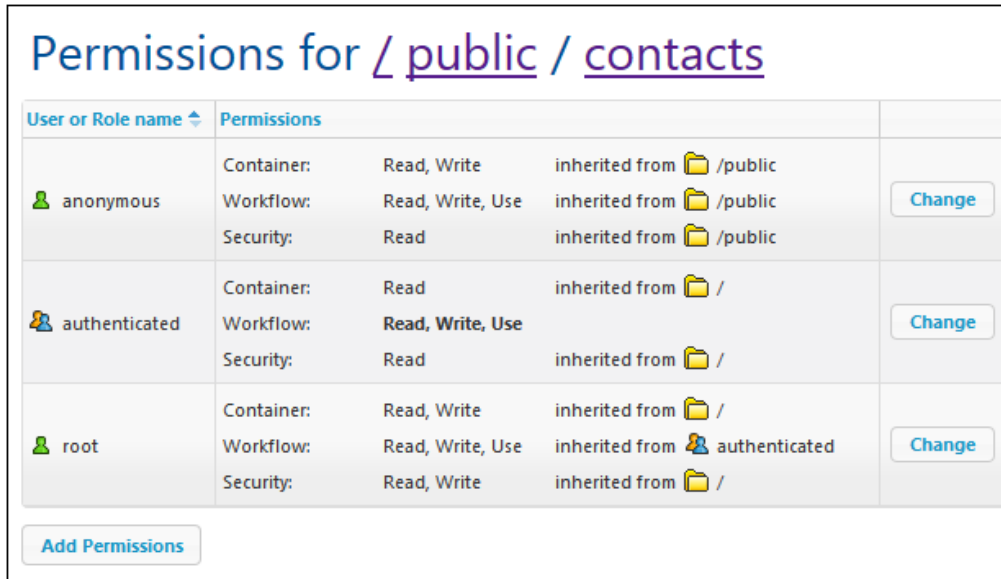 Permissions for / public / contacts
User or Role name Permissions
Container: Read, Write inherited from /public
anonymous Workflow: Read, Write, Use inherited from /public Change
Security: Read inherited from /public
Container: Read inherited from /
authenticated Workflow: Read, Write, Use Change
Security: Read inherited from /
Container: Read, Write inherited from /
root Workflow: Read, Write, Use inherited from authenticated Change
Security: Read, Write inherited from /
Add Permissions